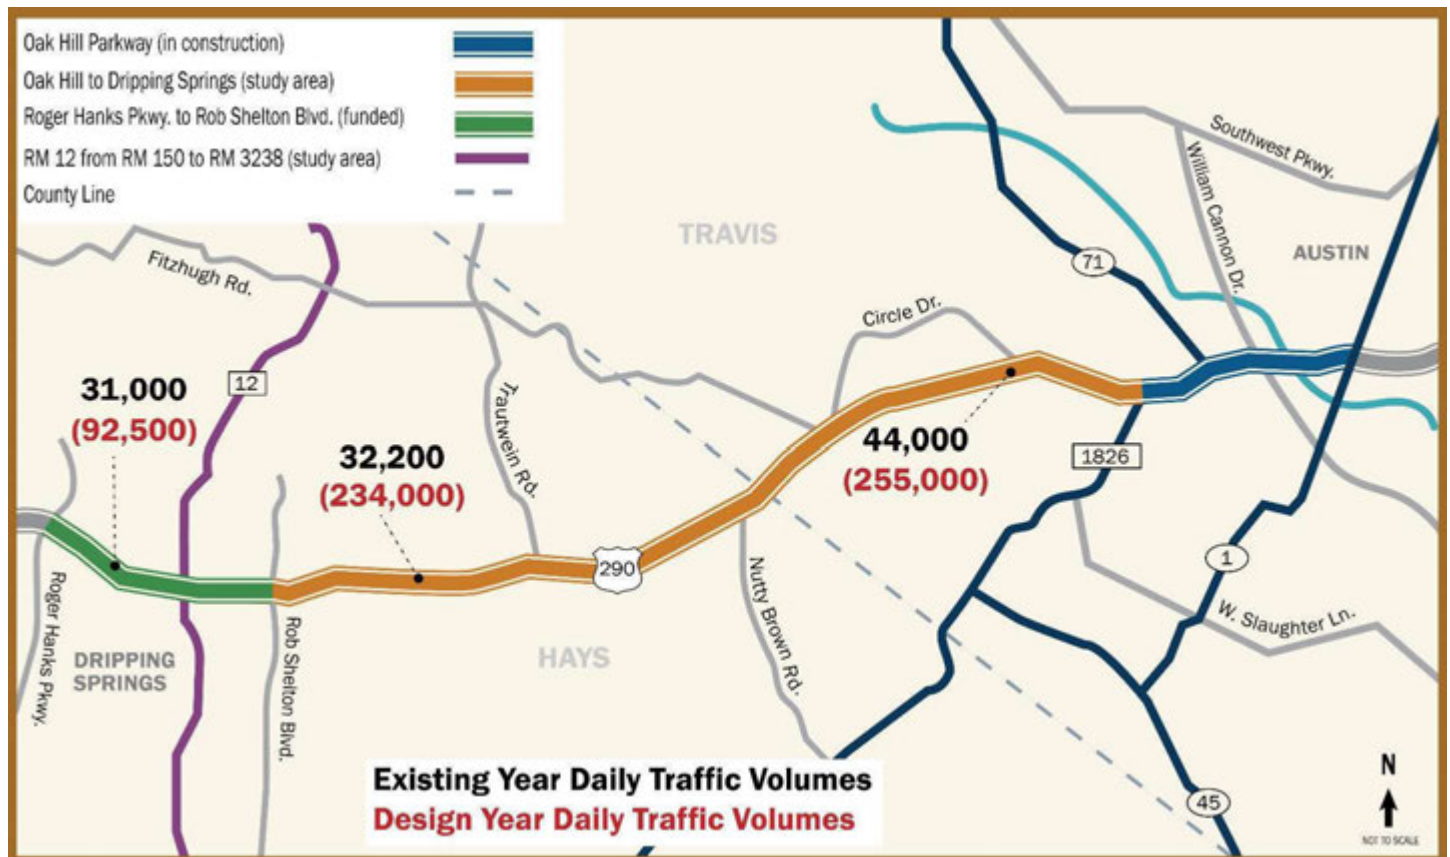 Oak Hill Parkway (in construction)
Oak Hill to Dripping Springs (study area)
Roger Hanks Pkwy. to Rob Shelton Blvd. (funded)
RM 12 from RM 150 to RM 3238 (study area)
County Line
Southwest Pkwy.
William Cannon Dr.
TRAVIS
AUSTIN
71
Fitzhugh Rd.
Circle Dr.
12
31,000
(92,500)
Trautwein Rd.
32,200
(234,000)
44,000
(255,000)
1826
290
1
Nutty Brown Rd.
W. Slaughter Ln.
Roger Hanks Pkwy.
Rob Shelton Blvd.
DRIPPING
SPRINGS
HAYS
45
Existing Year Daily Traffic Volumes
Design Year Daily Traffic Volumes
N
NOT TO SCALE